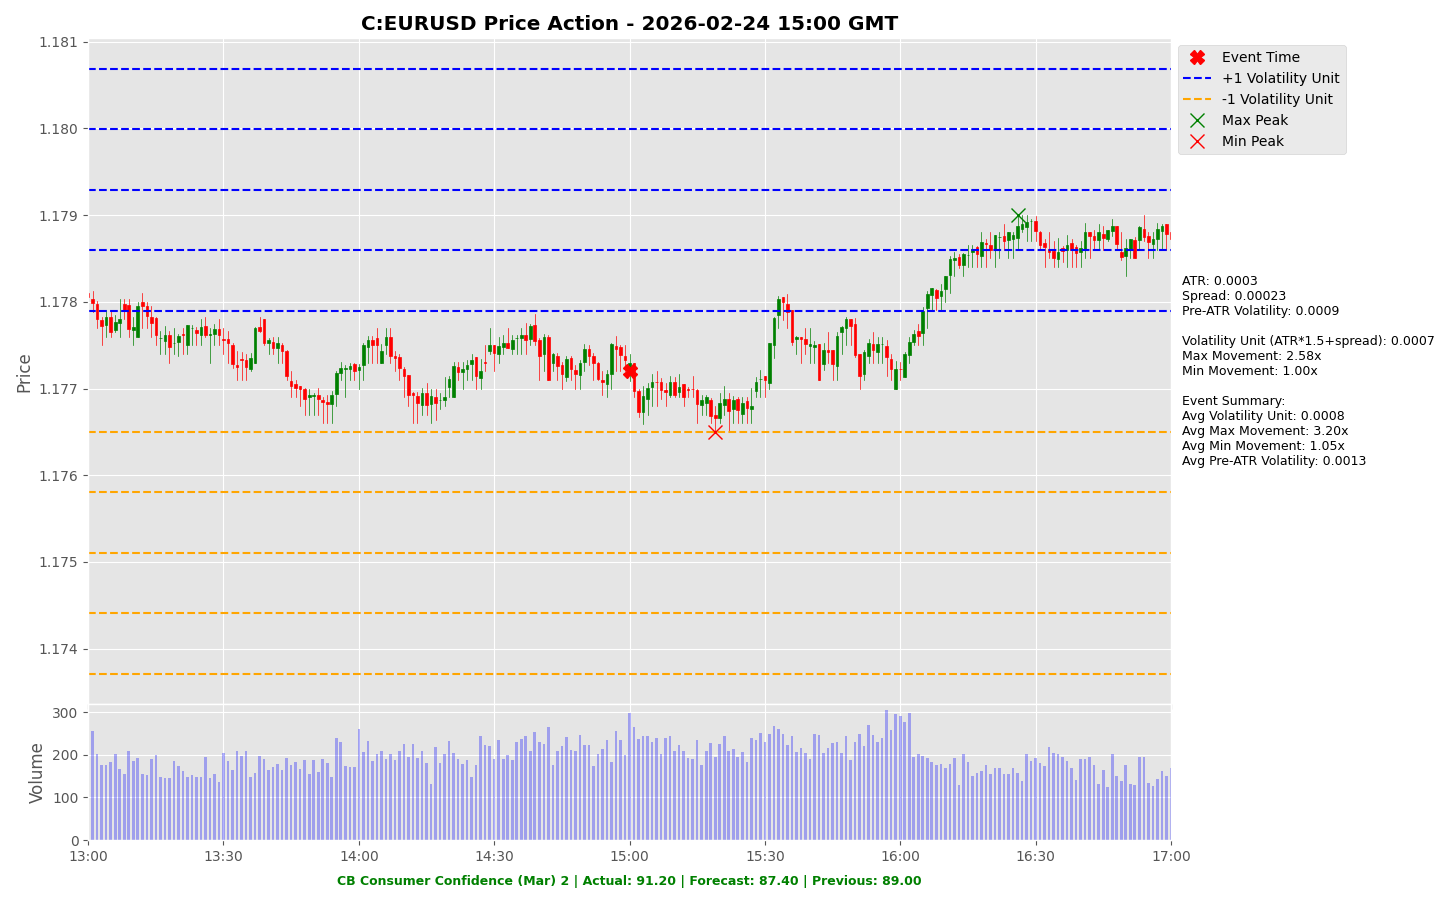 C:EURUSD Price Action - 2026-02-24 15:00 GMT
1.181
1.180
1.179
1.178
1.177
1.176
1.175
1.174
Price
Event Time
+1 Volatility Unit
-1 Volatility Unit
Max Peak
Min Peak
ATR: 0.0003
Spread: 0.00023
Pre-ATR Volatility: 0.0009
Volatility Unit (ATR*1.5+spread): 0.0007
Max Movement: 2.58x
Min Movement: 1.00x
Event Summary:
Avg Volatility Unit: 0.0008
Avg Max Movement: 3.20x
Avg Min Movement: 1.05x
Avg Pre-ATR Volatility: 0.0013
300
200
100
0
Volume
13:00 13:30 14:00 14:30 15:00 15:30 16:00 16:30 17:00
CB Consumer Confidence (Mar) 2 | Actual: 91.20 | Forecast: 87.40 | Previous: 89.00